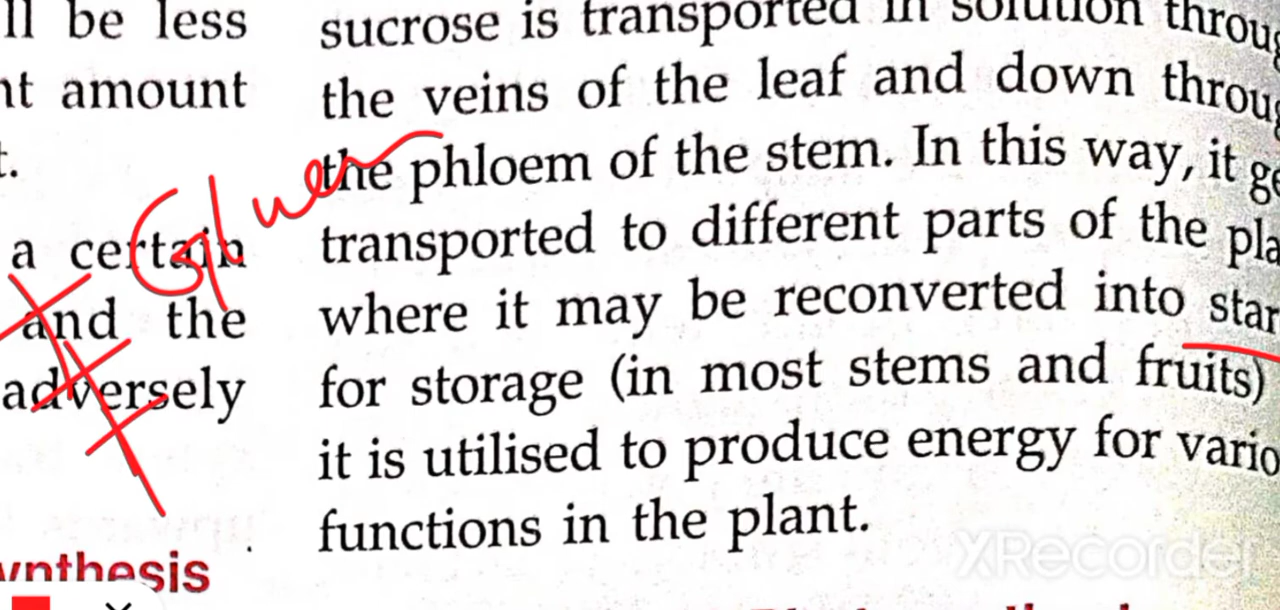 ll be less
nt amount
t.
a certain
and the
adversely
ynthesis
sucrose is transported in solution throug
the veins of the leaf and down throug
the phloem of the stem. In this way, it ge
transported to different parts of the pla
where it may be reconverted into star
for storage (in most stems and fruits)
it is utilised to produce energy for vario
functions in the plant.
XRecorder